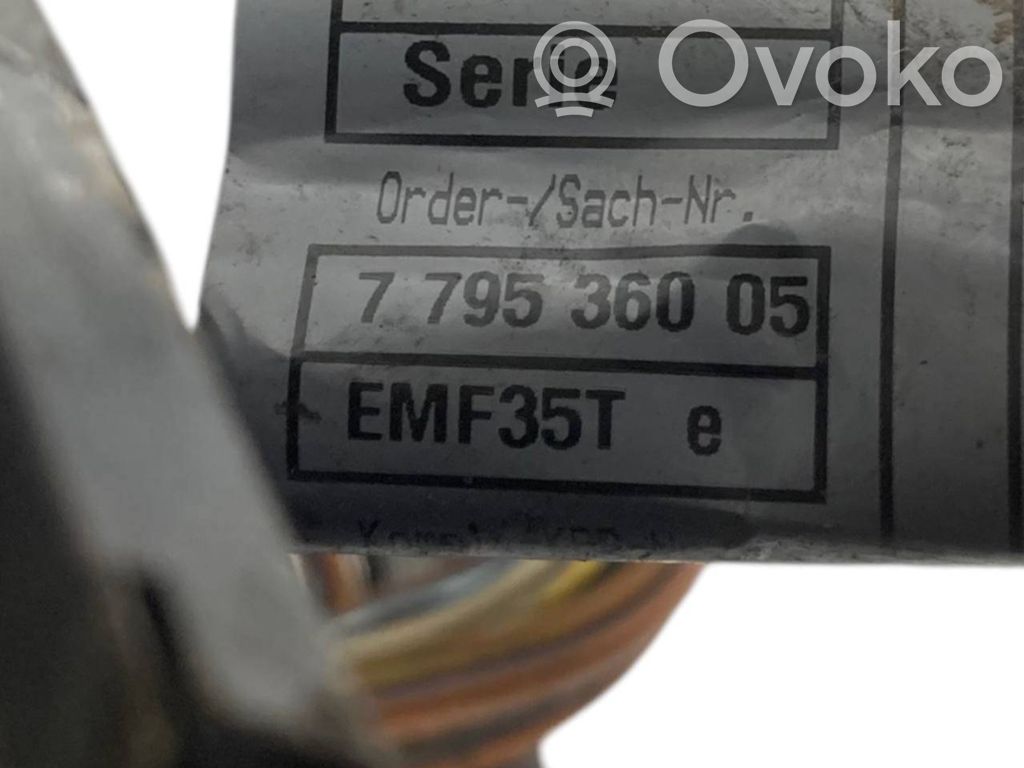 Serie
Ovoko
Order-/Sach-Nr.
7 795 360 05
EMF35T e